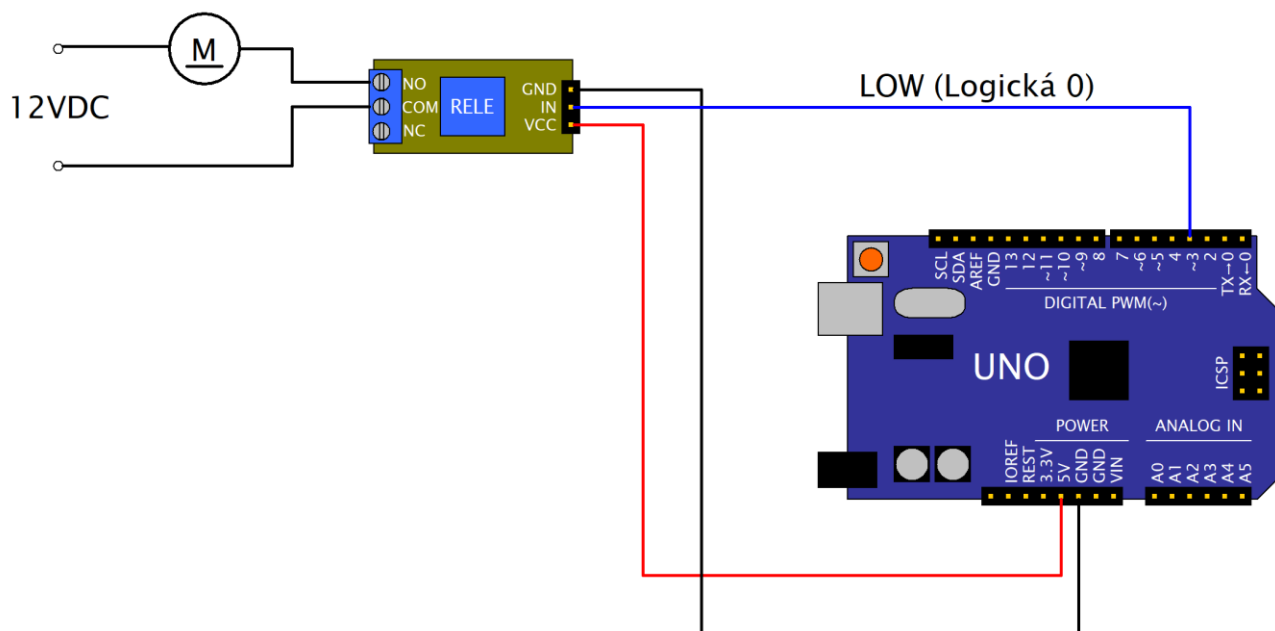 M
12VDC
NO
COM
NC
RELE
GND
IN
VCC
LOW (Logická 0)
SCL
SDA
AREF
GND
13
12
~11
~10
~9
8
7
~6
~5
4
~3
2
TX→0
RX←0
DIGITAL PWM(~)
UNO
ICSP
POWER
ANALOG IN
IOREF
REST
3.3V
5V
GND
GND
VIN
A0
A1
A2
A3
A4
A5